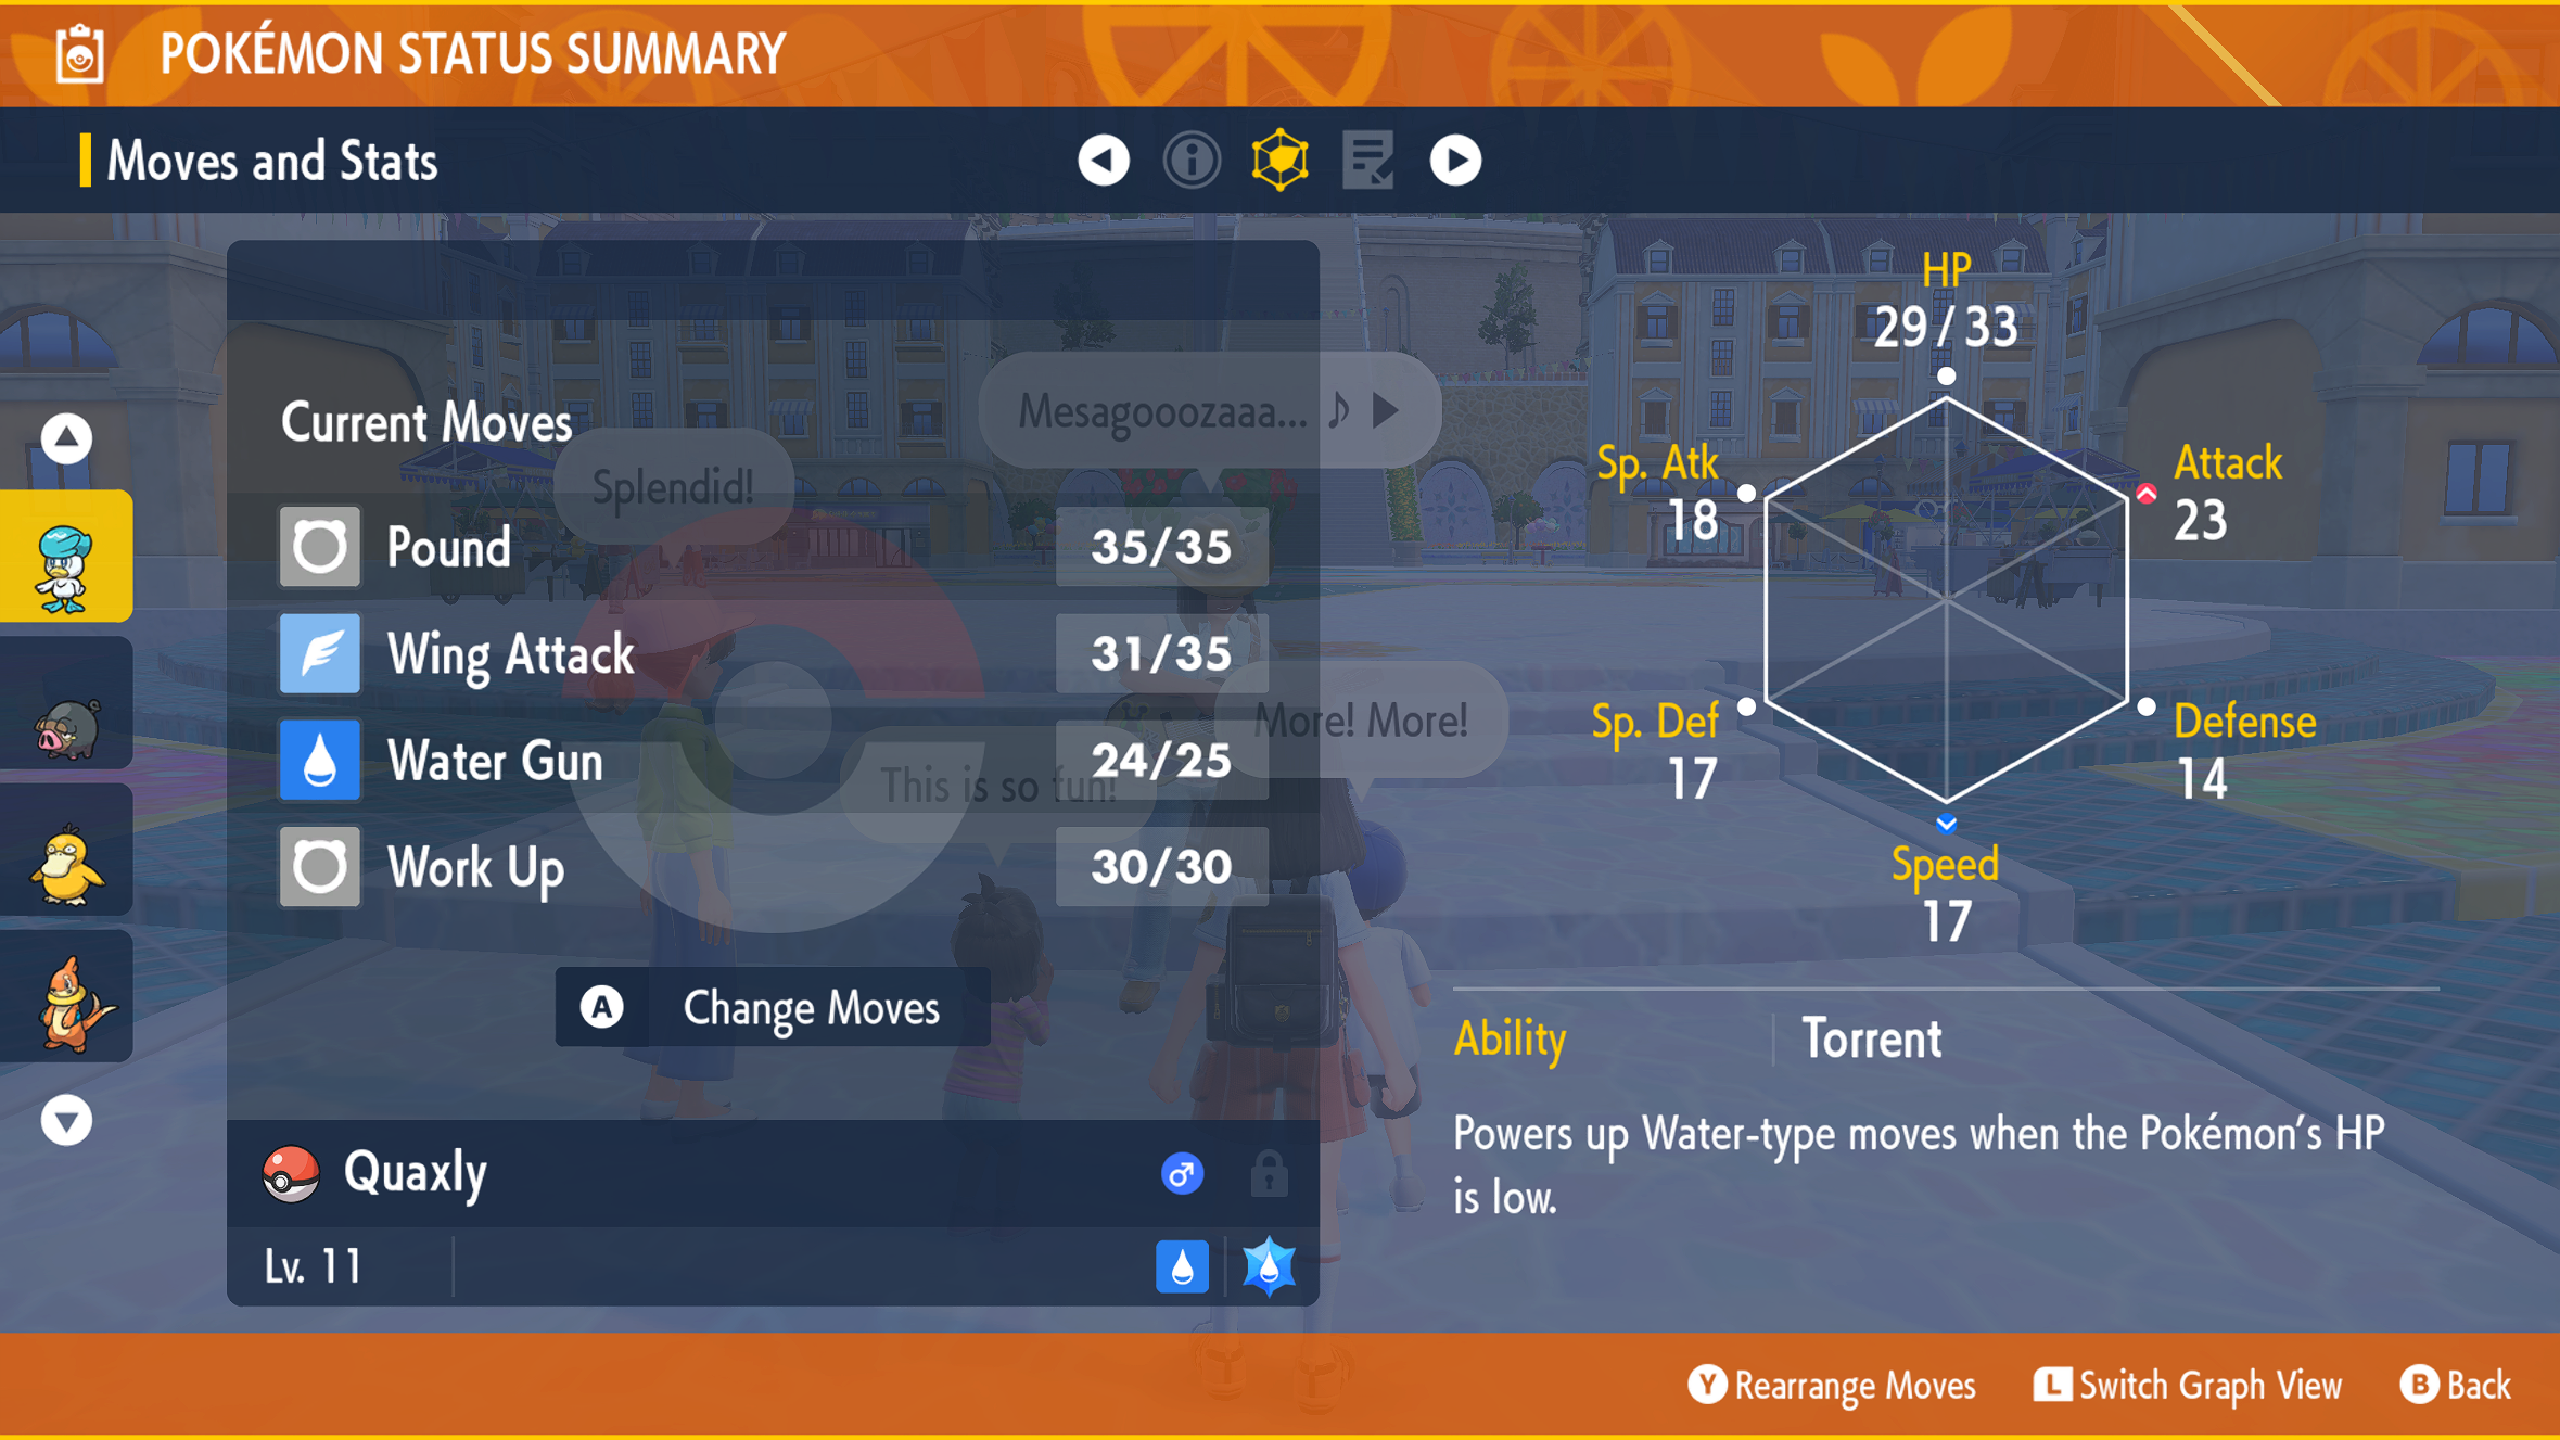 POKÉMON STATUS SUMMARY
Moves and Stats
Current Moves
Pound 35/35
Wing Attack 31/35
Water Gun 24/25
Work Up 30/30
A Change Moves
Quaxly
Lv. 11
Splendid!
Mesagooozaaa... ♪
More! More!
This is so fun!
HP
29/33
Sp. Atk
18
Attack
23
Sp. Def
17
Defense
14
Speed
17
Ability Torrent
Powers up Water-type moves when the Pokémon's HP
is low.
Y Rearrange Moves L Switch Graph View B Back